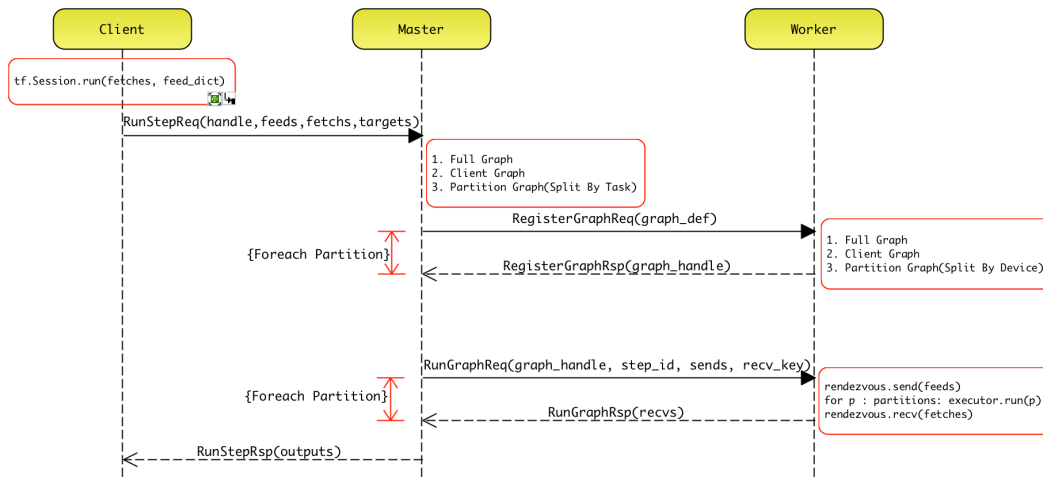 Client
Master
Worker
tf.Session.run(fetches, feed_dict)
RunStepReq(handle,feeds,fetchs,targets)
1. Full Graph
2. Client Graph
3. Partition Graph(Split By Task)
RegisterGraphReq(graph_def)
{Foreach Partition}
RegisterGraphRsp(graph_handle)
1. Full Graph
2. Client Graph
3. Partition Graph(Split By Device)
RunGraphReq(graph_handle, step_id, sends, recv_key)
{Foreach Partition}
RunGraphRsp(recvs)
rendezvous.send(feeds)
for p : partitions: executor.run(p)
rendezvous.recv(fetches)
RunStepRsp(outputs)